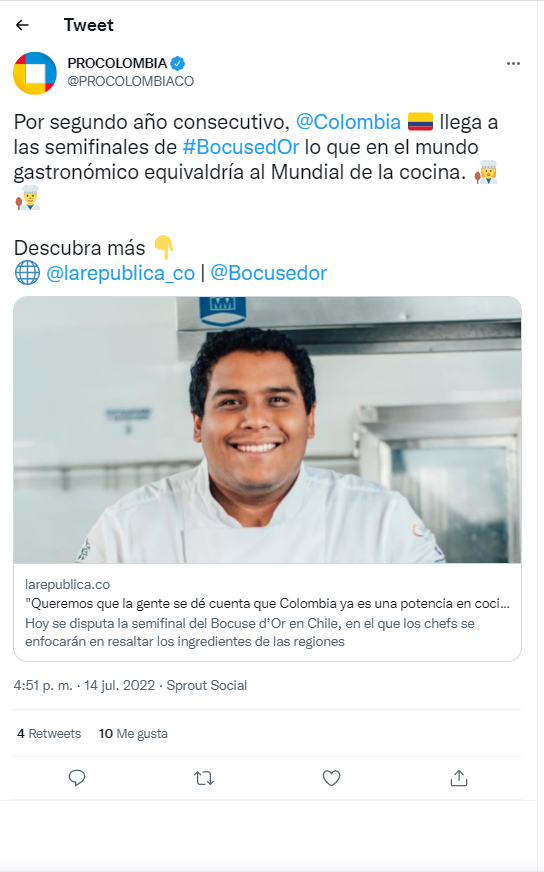 Tweet
PROCOLOMBIA
@PROCOLOMBIACO
Por segundo año consecutivo, @Colombia 🇨🇴 llega a
las semifinales de #BocusedOr lo que en el mundo
gastronómico equivaldría al Mundial de la cocina. 👩‍🍳
👨‍🍳
Descubra más 👇
🌐 @larepublica_co | @Bocusedor
larepublica.co
"Queremos que la gente se dé cuenta que Colombia ya es una potencia en coci...
Hoy se disputa la semifinal del Bocuse d'Or en Chile, en el que los chefs se
enfocarán en resaltar los ingredientes de las regiones
4:51 p. m. · 14 jul. 2022 · Sprout Social
4 Retweets 10 Me gusta